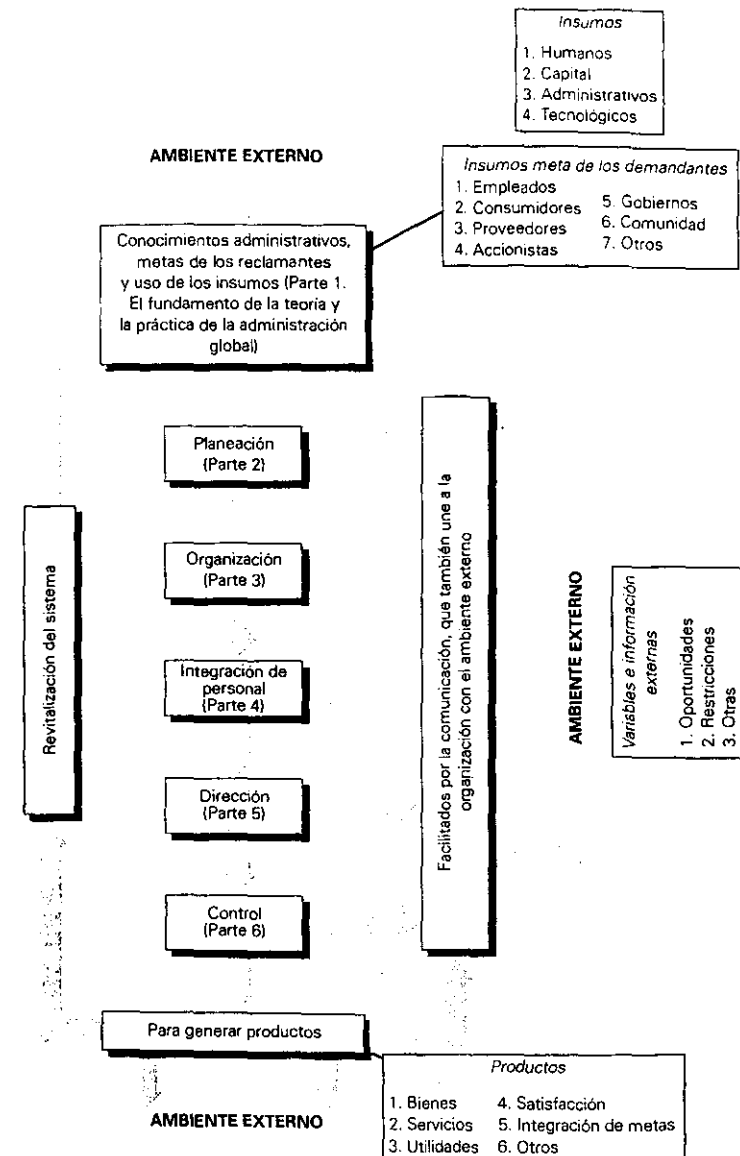 Insumos
1. Humanos
2. Capital
3. Administrativos
4. Tecnológicos
AMBIENTE EXTERNO
Insumos meta de los demandantes
1. Empleados
2. Consumidores
3. Proveedores
4. Accionistas
5. Gobiernos
6. Comunidad
7. Otros
Conocimientos administrativos,
metas de los reclamantes
y uso de los insumos (Parte 1.
El fundamento de la teoría y
la práctica de la administración
global)
Planeación
(Parte 2)
Organización
(Parte 3)
Integración de
personal
(Parte 4)
Dirección
(Parte 5)
Control
(Parte 6)
Revitalización del sistema
Facilitados por la comunicación, que también une a la
organización con el ambiente externo
AMBIENTE EXTERNO
Variables e información
externas
1. Oportunidades
2. Restricciones
3. Otras
Para generar productos
AMBIENTE EXTERNO
Productos
1. Bienes
2. Servicios
3. Utilidades
4. Satisfacción
5. Integración de metas
6. Otros